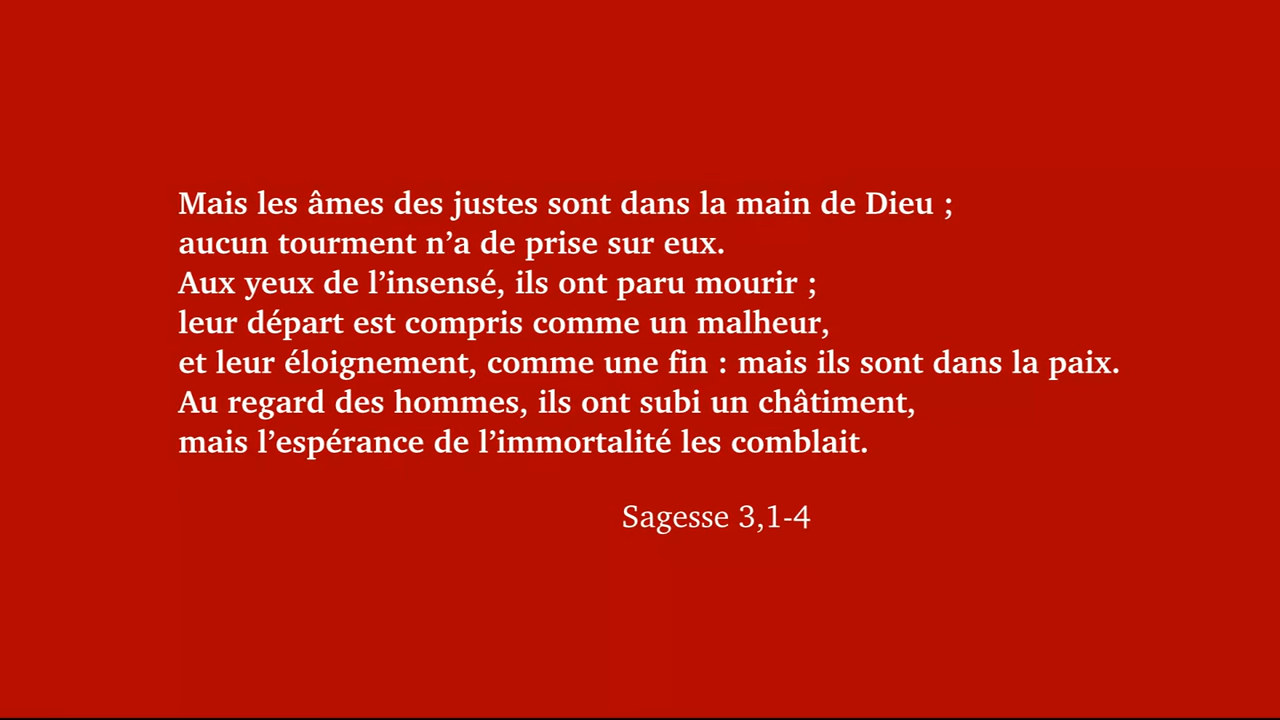 Mais les âmes des justes sont dans la main de Dieu ;
aucun tourment n’a de prise sur eux.
Aux yeux de l’insensé, ils ont paru mourir ;
leur départ est compris comme un malheur,
et leur éloignement, comme une fin : mais ils sont dans la paix.
Au regard des hommes, ils ont subi un châtiment,
mais l’espérance de l’immortalité les comblait.
Sagesse 3,1-4